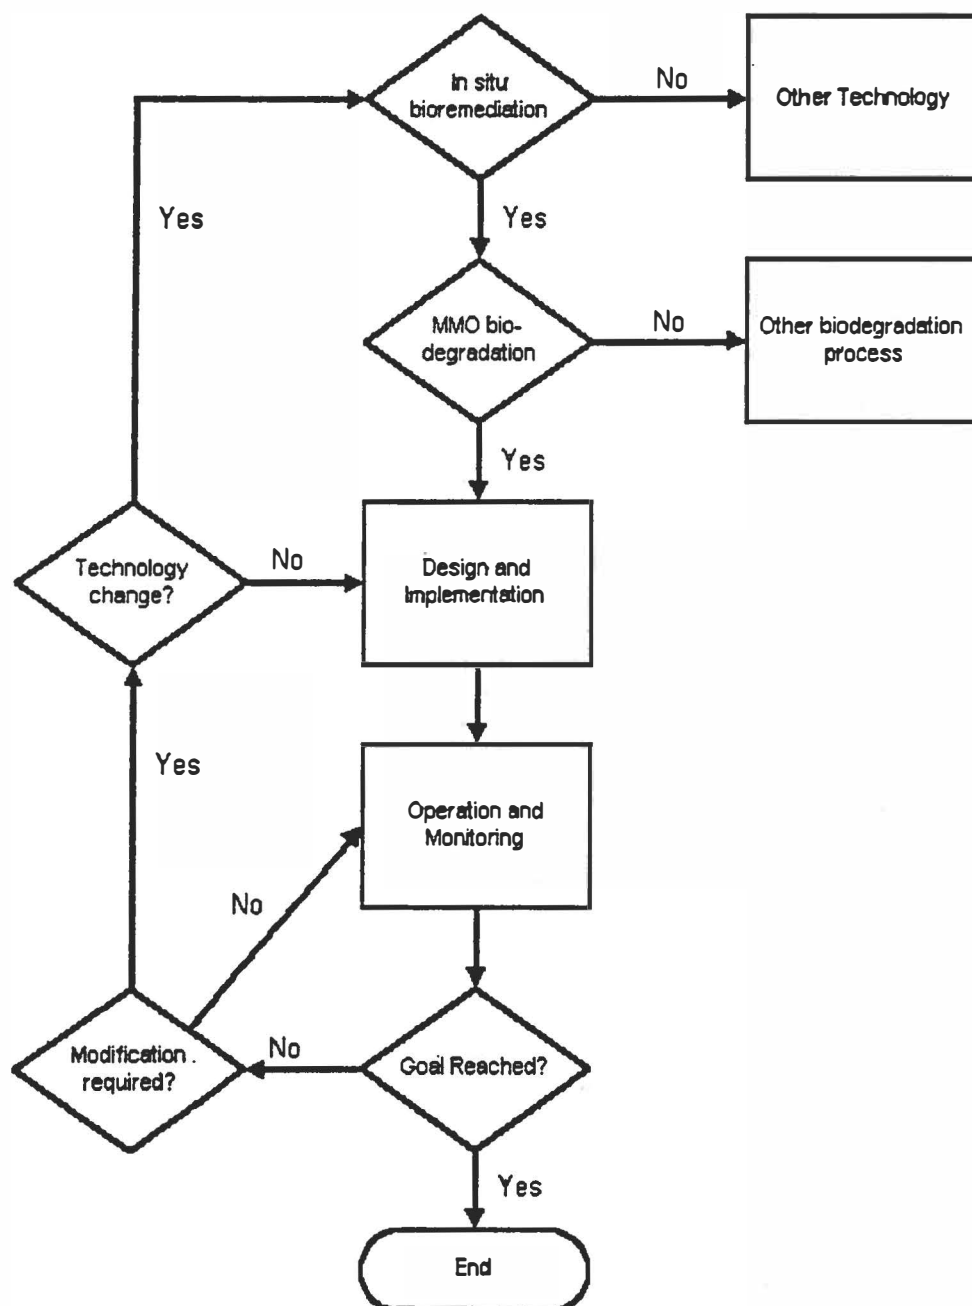 In situ
bioremediation
No
Other Technology
Yes
Yes
MMO bio-
degradation
No
Other biodegradation
process
Yes
Technology
change?
No
Design and
Implementation
Yes
Operation and
Monitoring
No
Modification .
required?
No
Goal Reached?
Yes
End